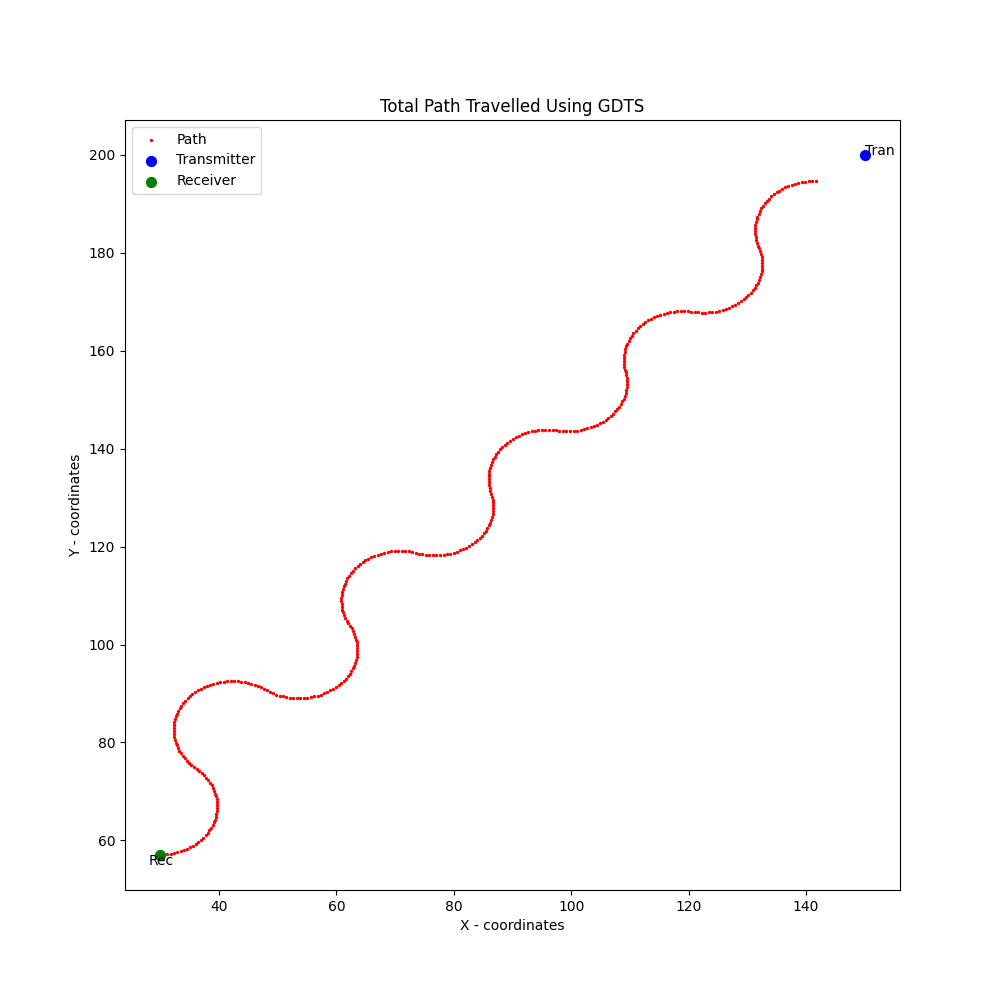 Total Path Travelled Using GDTS
Path
Transmitter
Receiver
Tran
Rec
200
180
160
140
120
100
80
60
Y - coordinates
40 60 80 100 120 140
X - coordinates